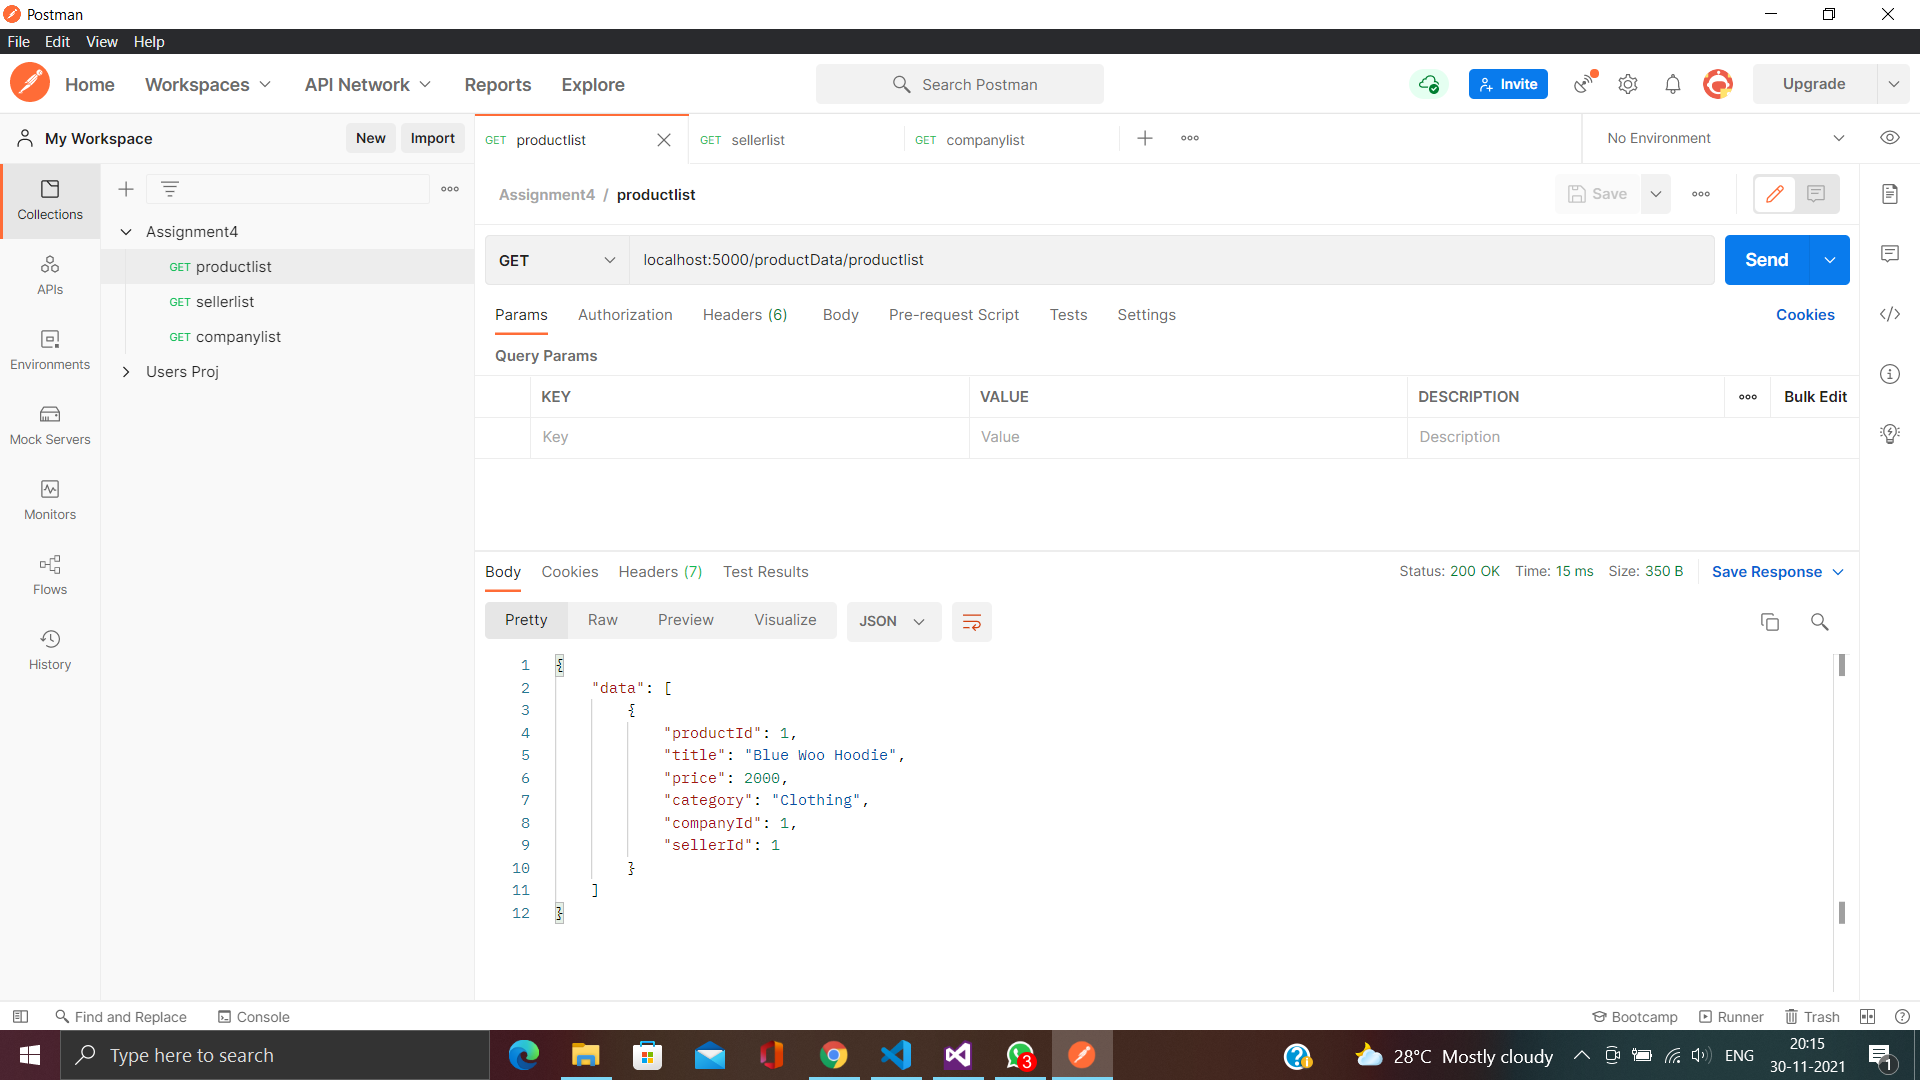 Postman
File Edit View Help
Home Workspaces API Network Reports Explore Search Postman Invite Upgrade
My Workspace New Import
GET productlist GET sellerlist GET companylist No Environment
Collections
APIs
Environments
Mock Servers
Monitors
Flows
History
Assignment4
GET productlist
GET sellerlist
GET companylist
Users Proj
Assignment4 / productlist Save
GET localhost:5000/productData/productlist Send
Params Authorization Headers (6) Body Pre-request Script Tests Settings Cookies
Query Params
KEY VALUE DESCRIPTION Bulk Edit
Key Value Description
Body Cookies Headers (7) Test Results Status: 200 OK Time: 15 ms Size: 350 B Save Response
Pretty Raw Preview Visualize JSON
1 {
2 "data": [
3 {
4 "productId": 1,
5 "title": "Blue Woo Hoodie",
6 "price": 2000,
7 "category": "Clothing",
8 "companyId": 1,
9 "sellerId": 1
10 }
11 ]
12 }
Find and Replace Console Bootcamp Runner Trash
Type here to search 3 28°C Mostly cloudy ENG 20:15
30-11-2021 1